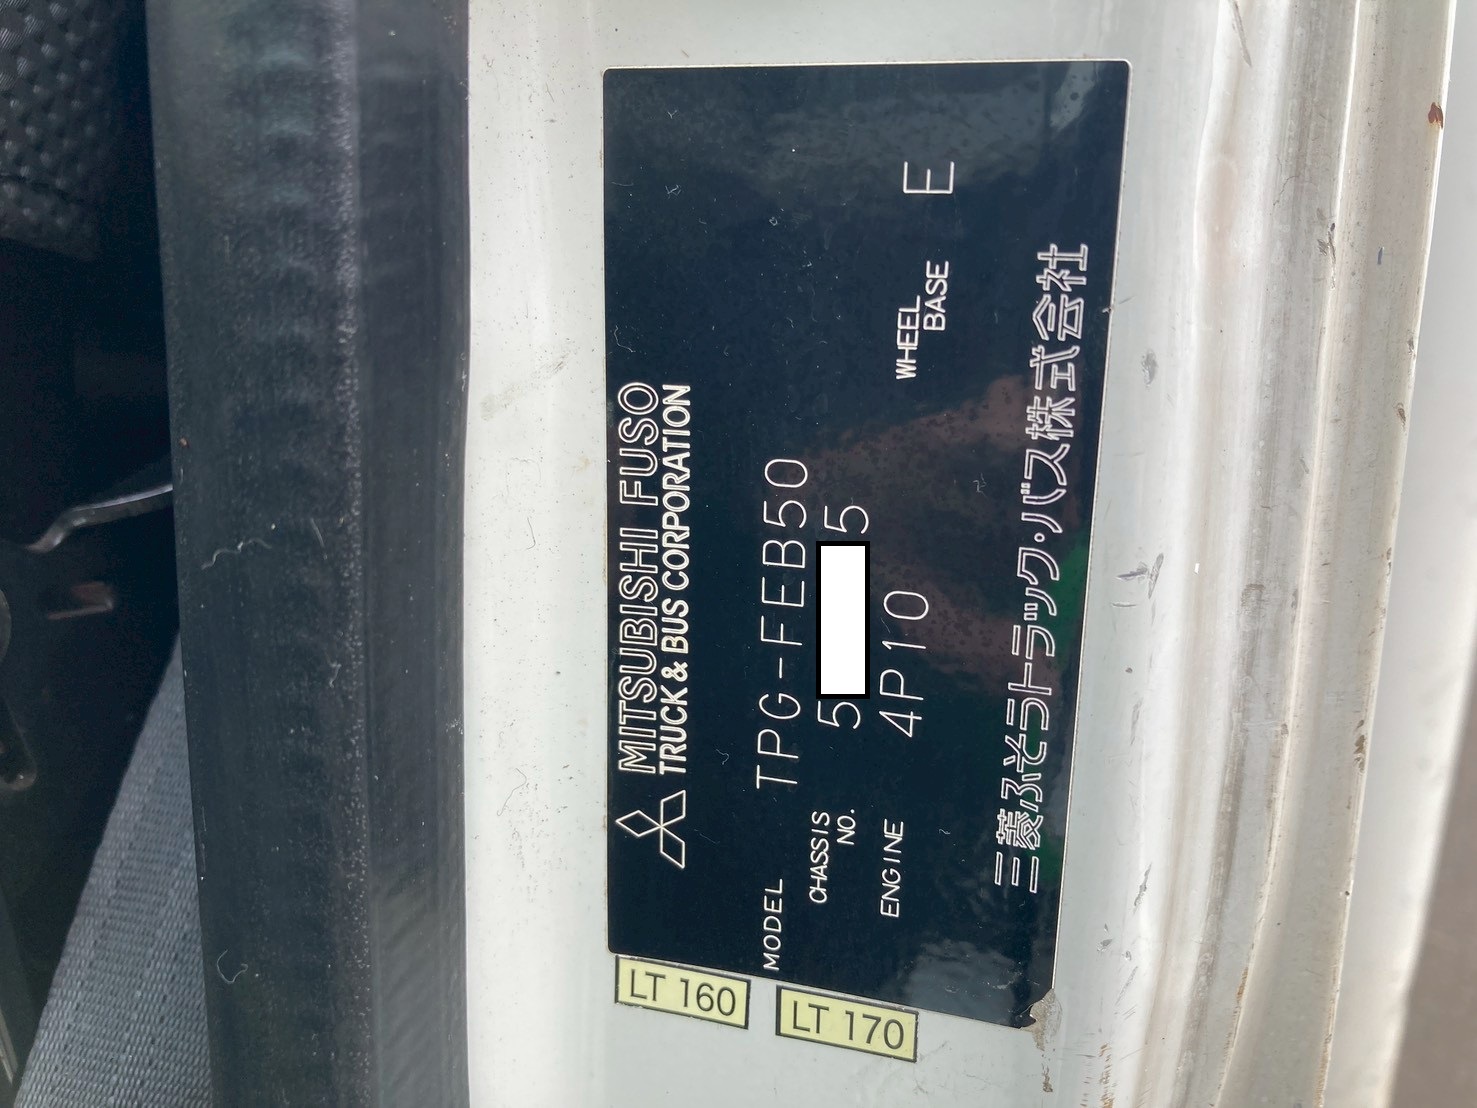 MITSUBISHI FUSO
TRUCK & BUS CORPORATION
MODEL TPG-FEB50
CHASSIS NO. 5 5
ENGINE 4P10 WHEEL BASE E
三菱ふそうトラック・バス株式会社
LT 160
LT 170